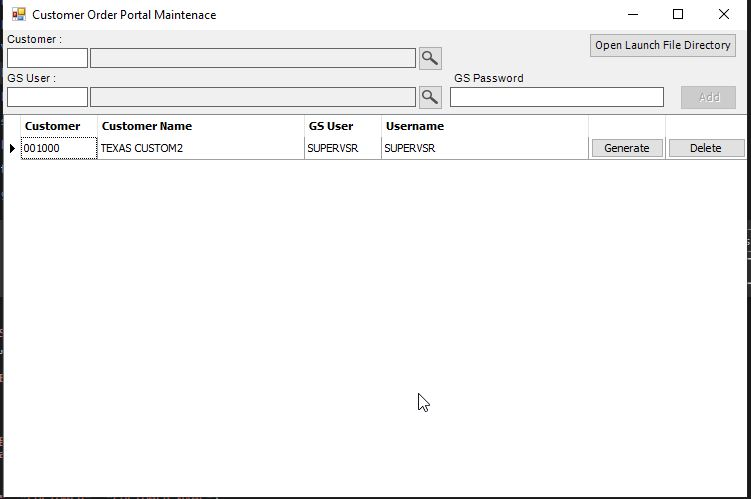 Customer Order Portal Maintenace
Customer :
Open Launch File Directory
GS User :
GS Password
Add
Customer Customer Name GS User Username
001000 TEXAS CUSTOM2 SUPERVSR SUPERVSR Generate Delete